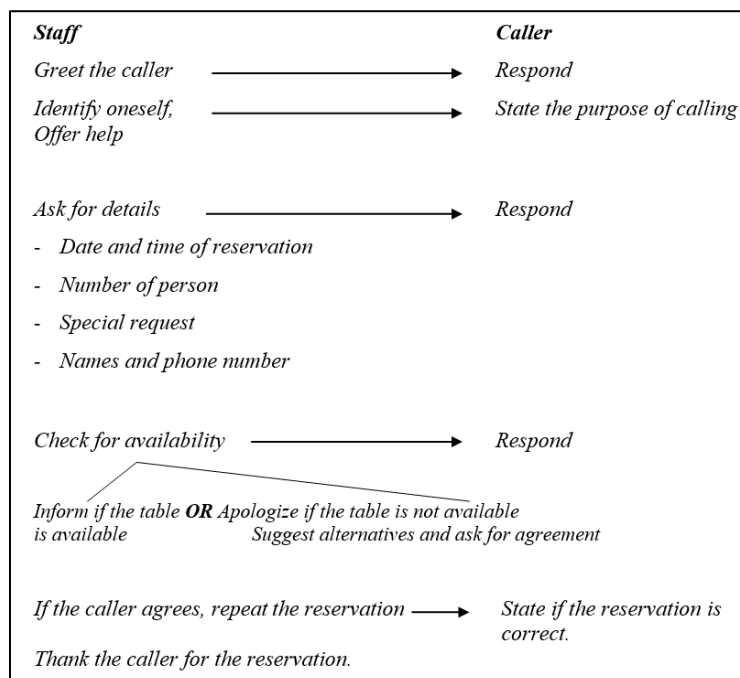 Staff Caller
Greet the caller Respond
Identify oneself, State the purpose of calling
Offer help
Ask for details Respond
- Date and time of reservation
- Number of person
- Special request
- Names and phone number
Check for availability Respond
Inform if the table OR Apologize if the table is not available
is available Suggest alternatives and ask for agreement
If the caller agrees, repeat the reservation State if the reservation is
correct.
Thank the caller for the reservation.